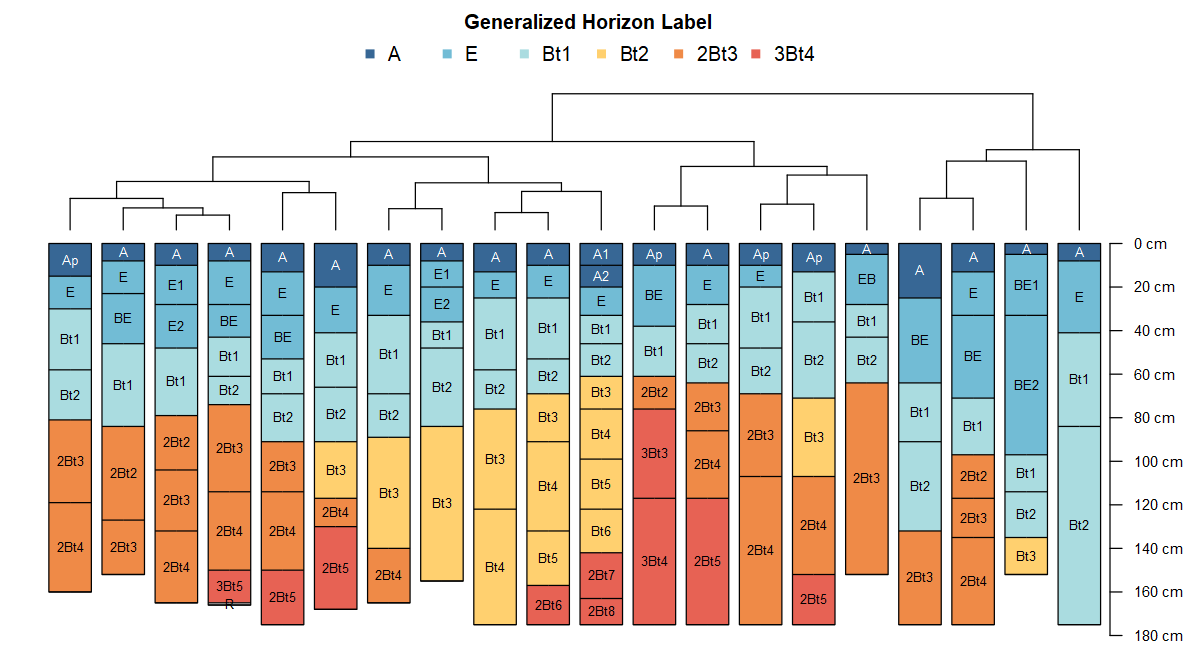 Generalized Horizon Label
A E Bt1 Bt2 2Bt3 3Bt4
Ap
E
Bt1
Bt2
2Bt3
2Bt4
A
E
BE
Bt1
2Bt2
2Bt3
A
E1
E2
Bt1
2Bt2
2Bt3
2Bt4
A
E
BE
Bt1
Bt2
2Bt3
2Bt4
3Bt5
R
A
E
BE
Bt1
Bt2
2Bt3
2Bt4
2Bt5
A
E
Bt1
Bt2
Bt3
2Bt4
2Bt5
A
E
Bt1
Bt2
Bt3
2Bt4
A
E1
E2
Bt1
Bt2
Bt3
A
E
Bt1
Bt2
Bt3
Bt4
A
E
Bt1
Bt2
Bt3
Bt4
Bt5
2Bt6
A1
A2
E
Bt1
Bt2
Bt3
Bt4
Bt5
Bt6
2Bt7
2Bt8
Ap
BE
Bt1
2Bt2
3Bt3
3Bt4
A
E
Bt1
Bt2
2Bt3
2Bt4
2Bt5
Ap
E
Bt1
Bt2
2Bt3
2Bt4
Ap
Bt1
Bt2
Bt3
2Bt4
2Bt5
A
EB
Bt1
Bt2
2Bt3
A
BE
Bt1
Bt2
2Bt3
A
E
BE
Bt1
2Bt2
2Bt3
2Bt4
A
BE1
BE2
Bt1
Bt2
Bt3
A
E
Bt1
Bt2
0 cm
20 cm
40 cm
60 cm
80 cm
100 cm
120 cm
140 cm
160 cm
180 cm